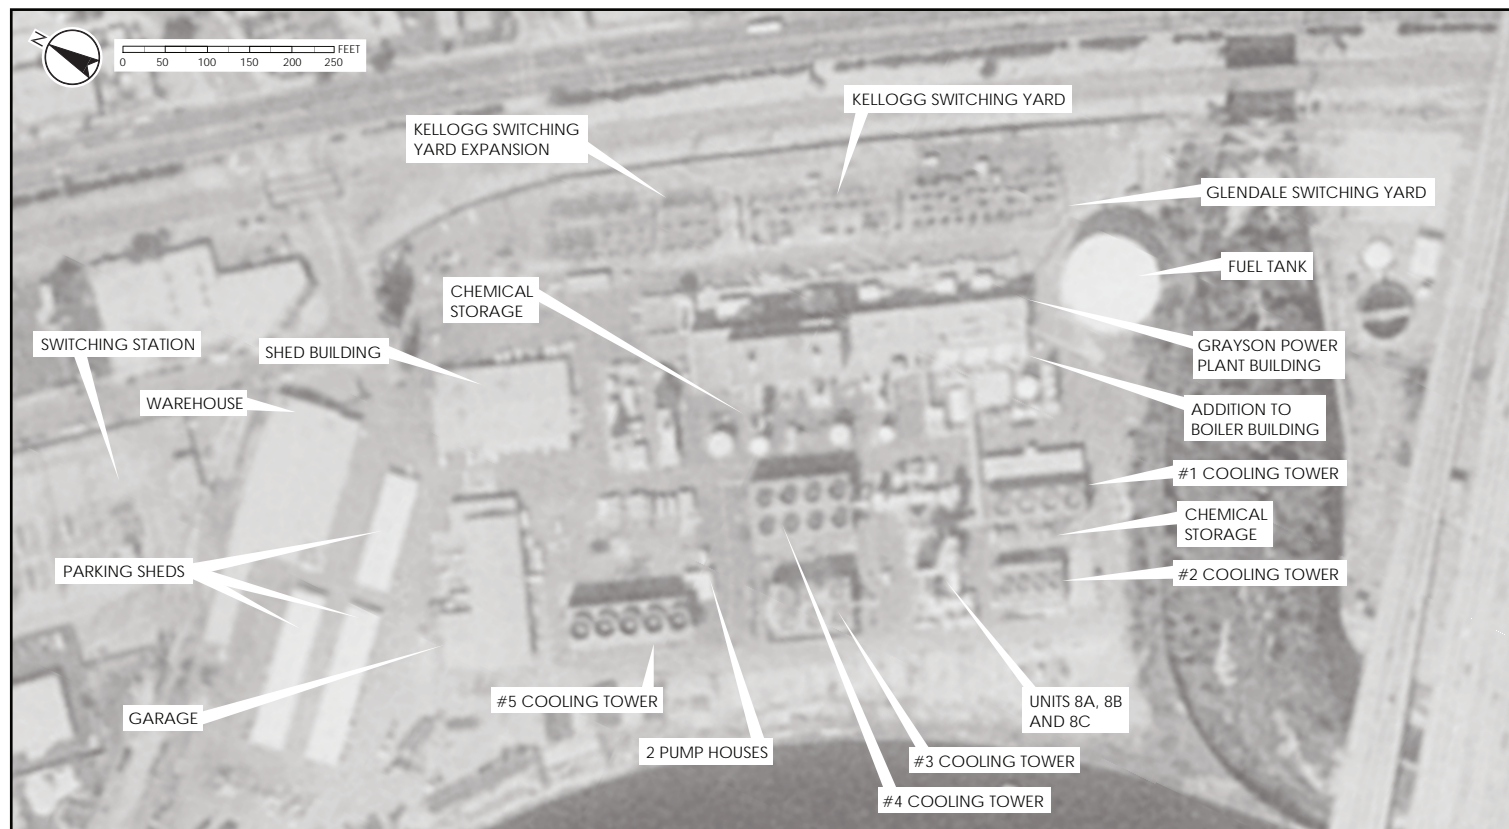 N
FEET
0 50 100 150 200 250
KELLOGG SWITCHING YARD
KELLOGG SWITCHING
YARD EXPANSION
GLENDALE SWITCHING YARD
FUEL TANK
CHEMICAL
STORAGE
SWITCHING STATION
SHED BUILDING
GRAYSON POWER
PLANT BUILDING
WAREHOUSE
ADDITION TO
BOILER BUILDING
#1 COOLING TOWER
CHEMICAL
STORAGE
PARKING SHEDS
#2 COOLING TOWER
GARAGE
#5 COOLING TOWER
UNITS 8A, 8B
AND 8C
2 PUMP HOUSES
#3 COOLING TOWER
#4 COOLING TOWER